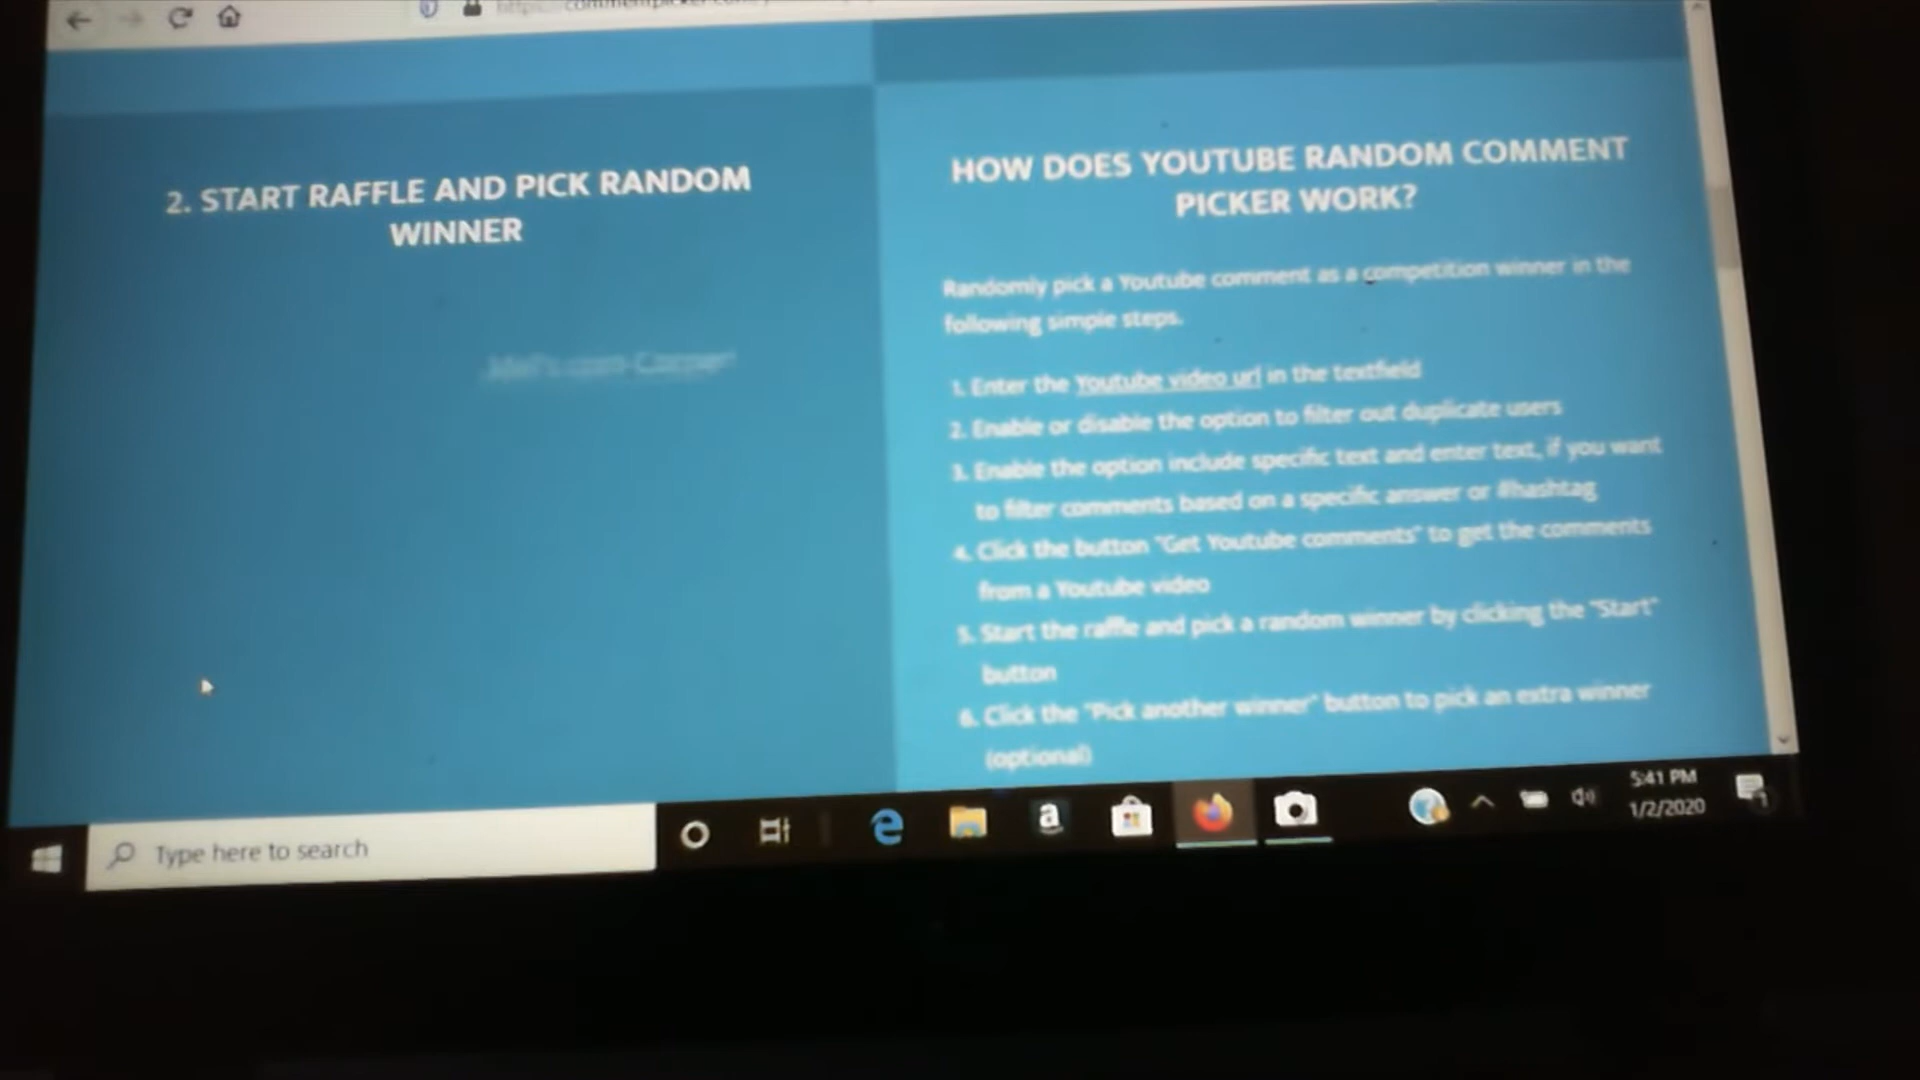 2. START RAFFLE AND PICK RANDOM
WINNER
HOW DOES YOUTUBE RANDOM COMMENT
PICKER WORK?
Randomly pick a Youtube comment as a competition winner in the
following simple steps.
1. Enter the Youtube video url in the textfield
2. Enable or disable the option to filter out duplicate users
3. Enable the option include specific text and enter text, if you want
to filter comments based on a specific answer or #hashtag
4. Click the button "Get Youtube comments" to get the comments
from a Youtube video
5. Start the raffle and pick a random winner by clicking the "Start"
button
6. Click the "Pick another winner" button to pick an extra winner
(optional)
Type here to search
5:41 PM
1/2/2020